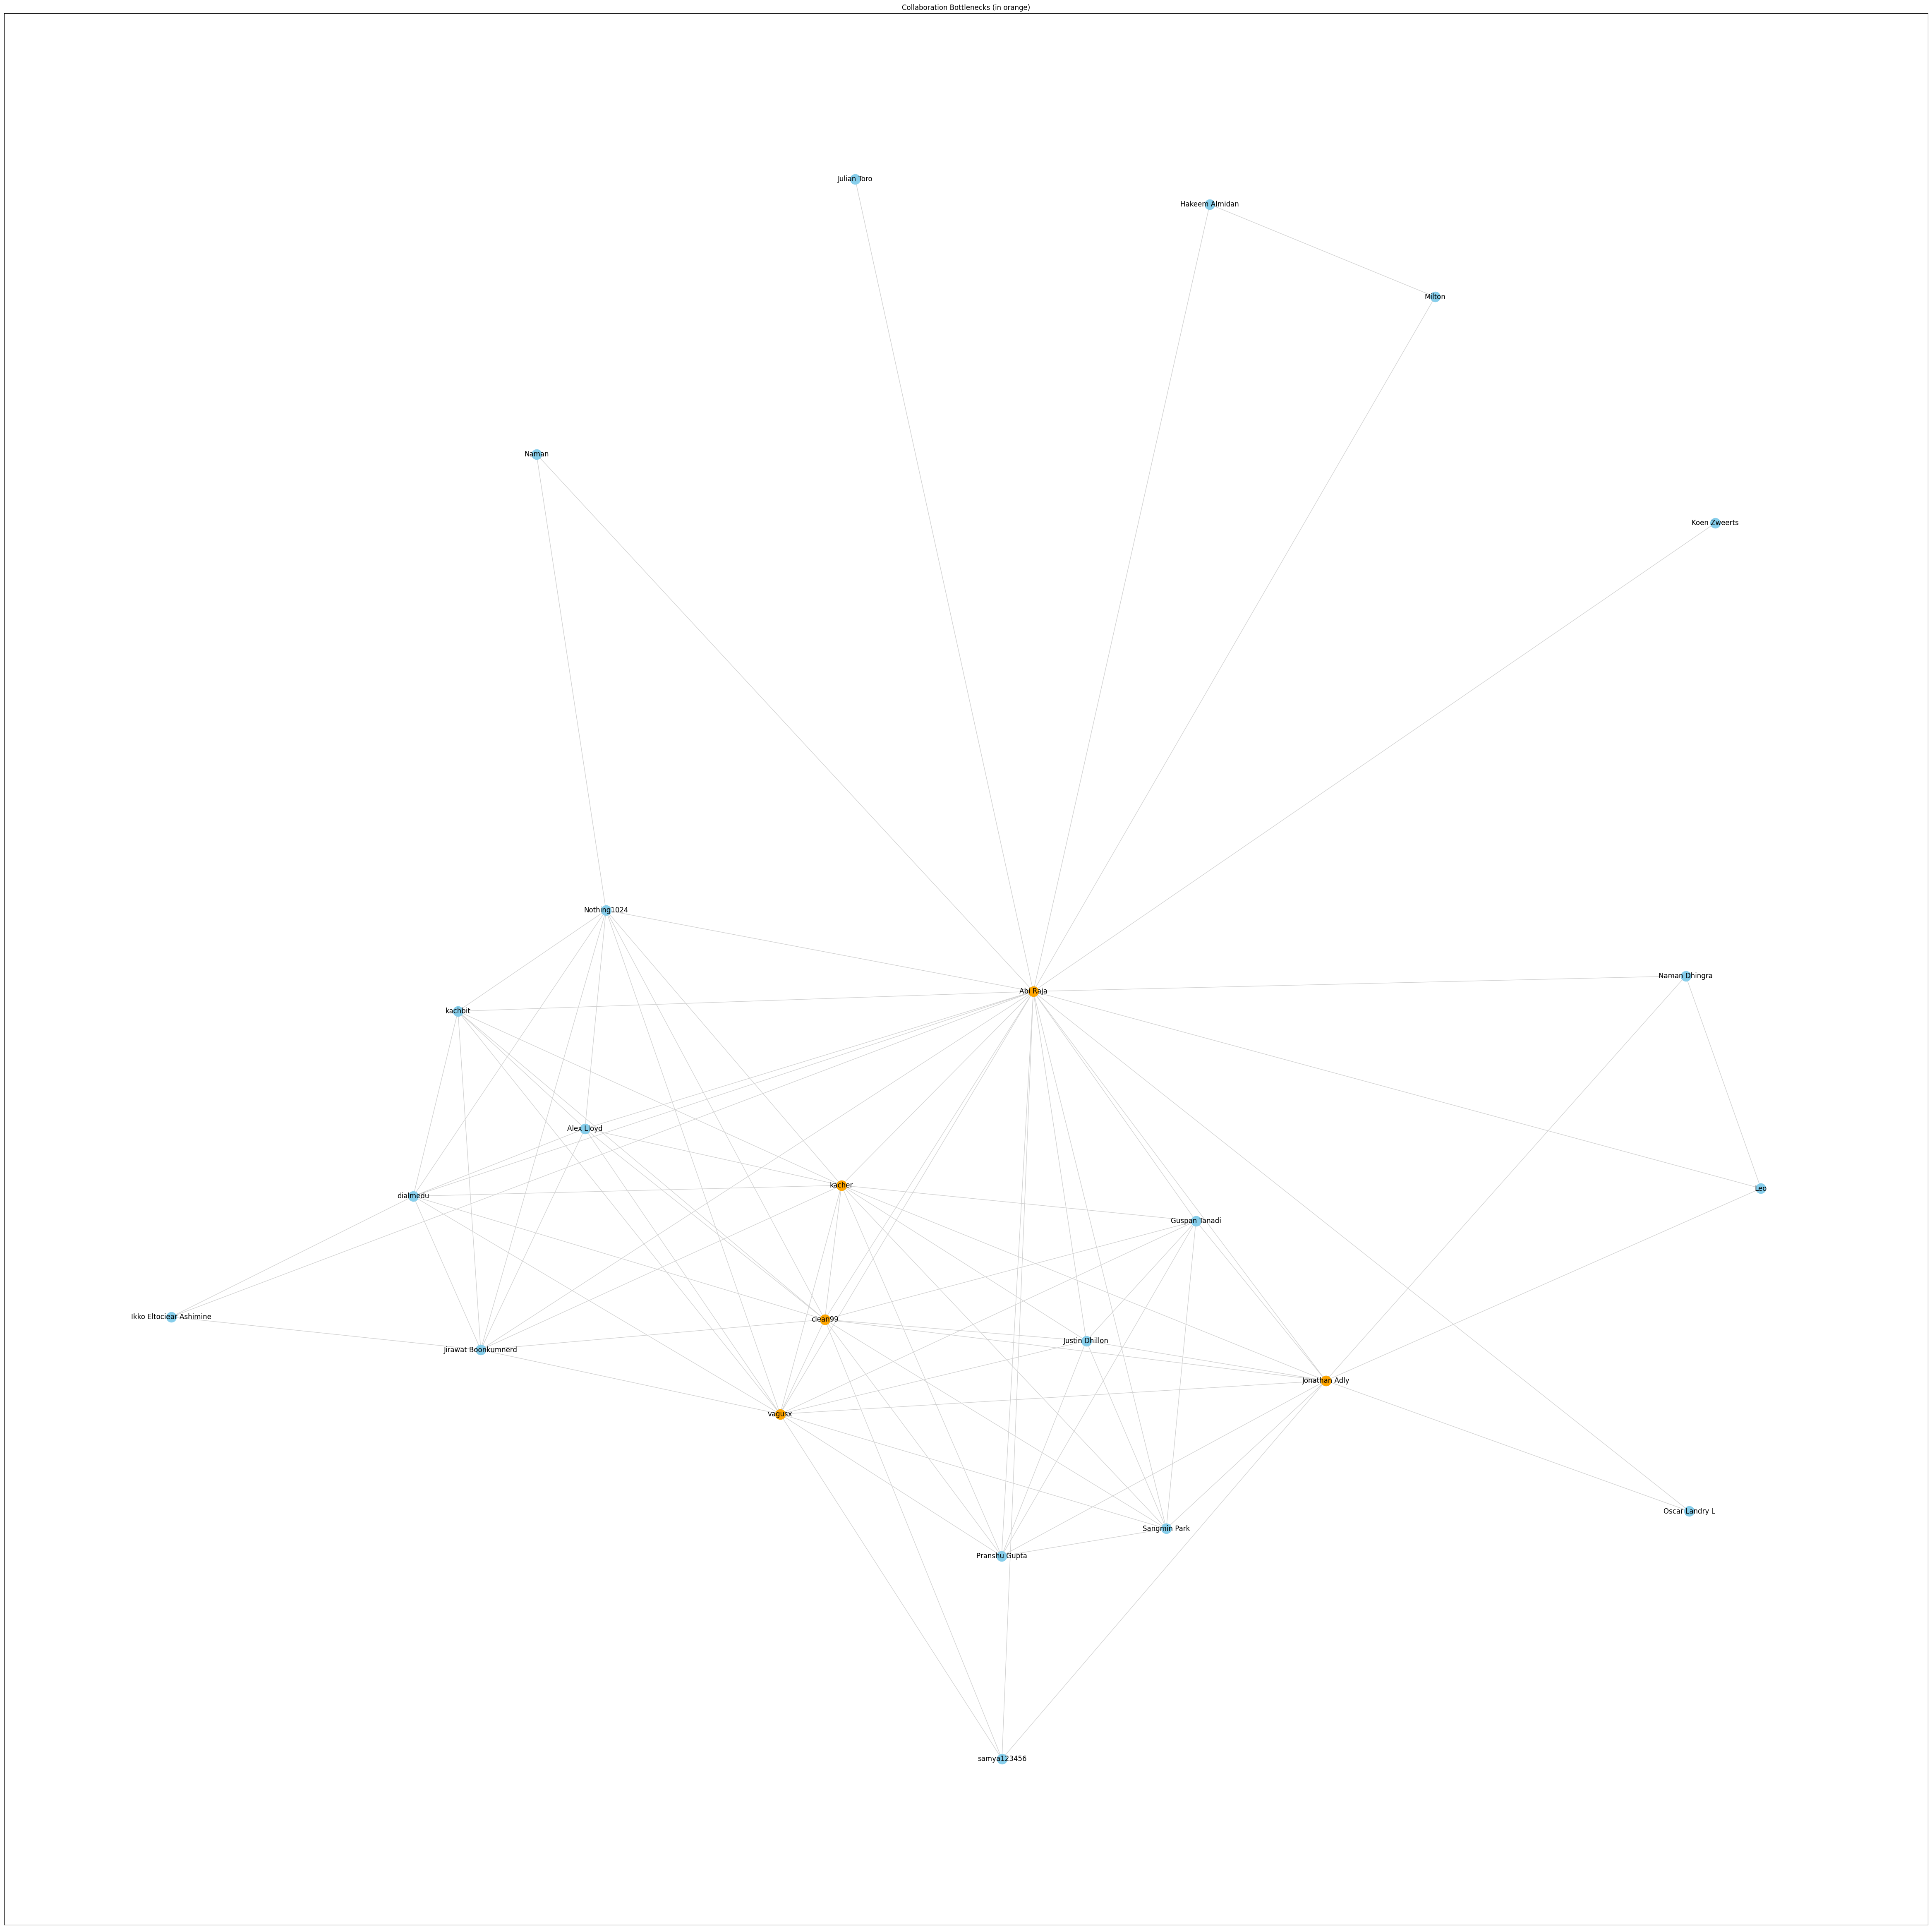 Collaboration Bottlenecks (in orange)
Julian Toro
Hakeem Almidan
Milton
Naman
Koen Zweerts
Nothing1024
Naman Dhingra
Abi Raja
kachbit
Alex Lloyd
kacher
Leo
dialmedu
Guspan Tanadi
Ikko Eltociear Ashimine
clean99
Justin Dhillon
Jirawat Boonkumnerd
Jonathan Adly
vagusx
Oscar Landry L
Sangmin Park
Pranshu Gupta
samya123456